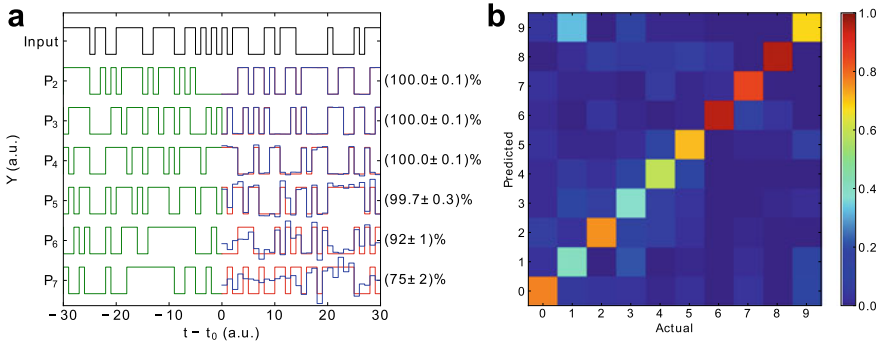 a
Y (a.u.)
Input
P2 (100.0± 0.1)%
P3 (100.0± 0.1)%
P4 (100.0± 0.1)%
P5 (99.7± 0.3)%
P6 (92± 1)%
P7 (75± 2)%
−30 −20 −10 0 10 20 30
t − t0 (a.u.)
b
Predicted
9
8
7
6
5
4
3
2
1
0
0 1 2 3 4 5 6 7 8 9
Actual
1.0
0.8
0.6
0.4
0.2
0.0